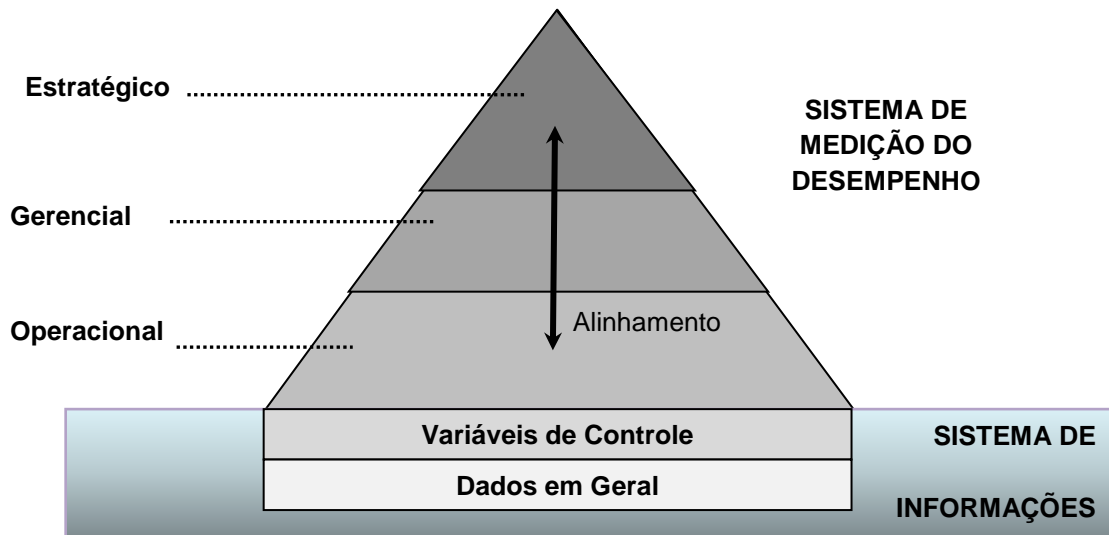 Estratégico
SISTEMA DE
MEDIÇÃO DO
DESEMPENHO
Gerencial
Operacional
Alinhamento
Variáveis de Controle
SISTEMA DE
Dados em Geral
INFORMAÇÕES